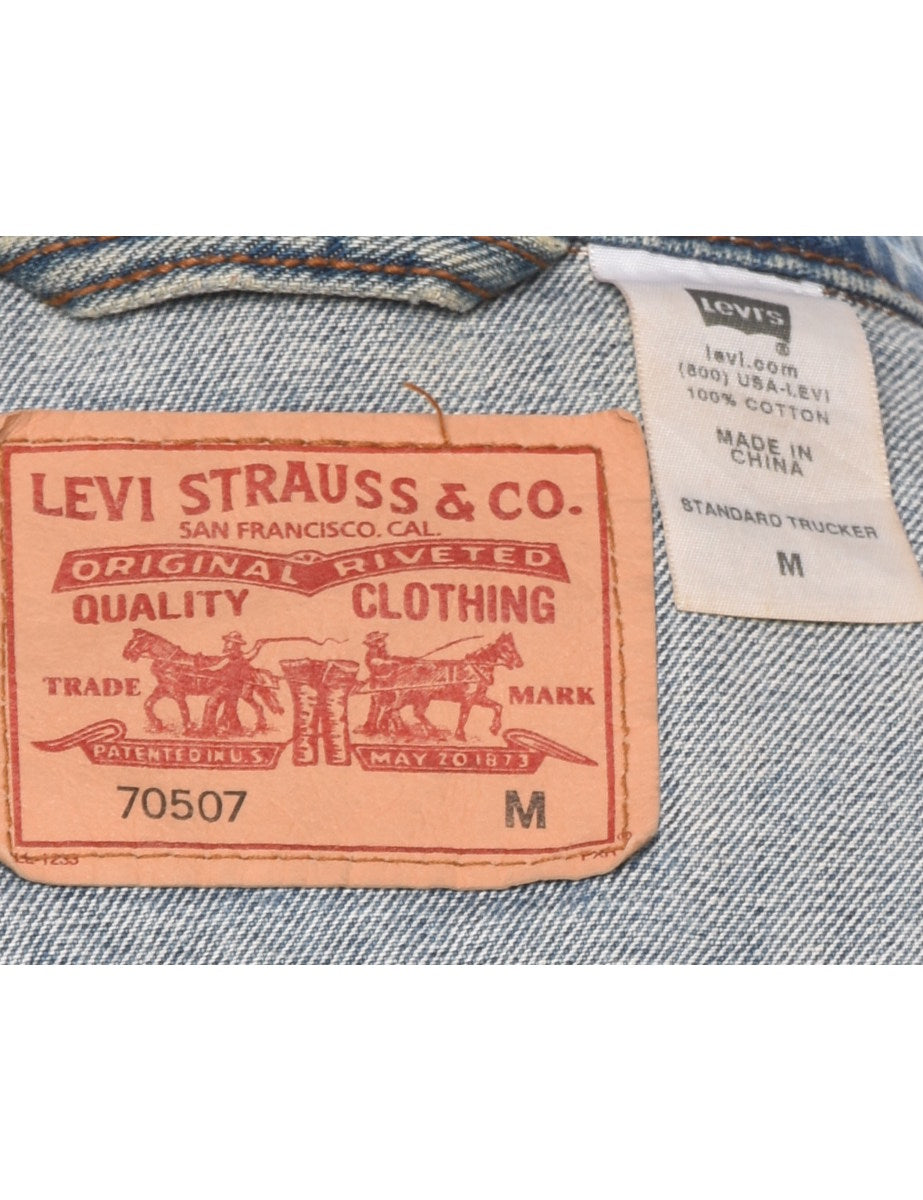 LEVI'S
levi.com
(800) USA-LEVI
100% COTTON
MADE IN
CHINA
STANDARD TRUCKER
M
LEVI STRAUSS & CO.
SAN FRANCISCO, CAL.
ORIGINAL RIVETED
QUALITY CLOTHING
TRADE MARK
PATENTED IN U.S. MAY 20 1873
70507 M